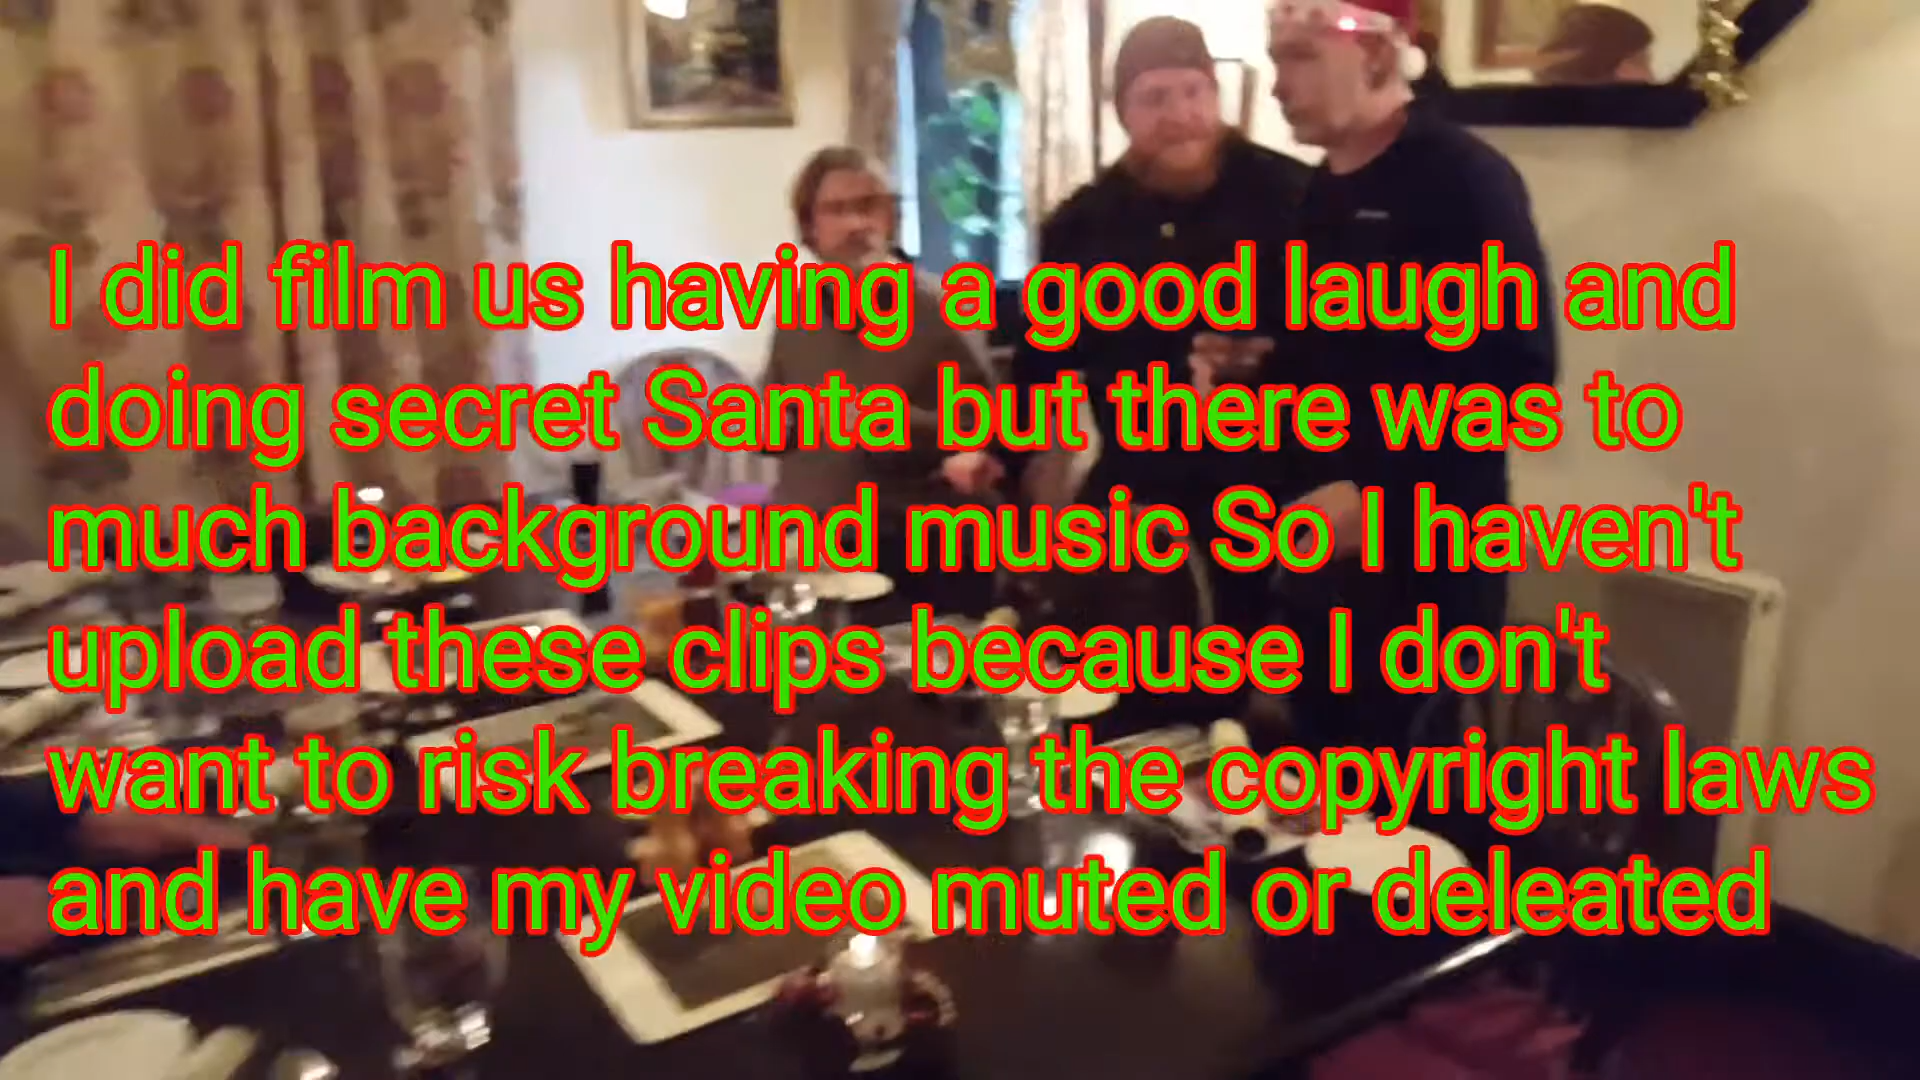 I did film us having a good laugh and
doing secret Santa but there was to
much background music So I haven't
upload these clips because I don't
want to risk breaking the copyright laws
and have my video muted or deleated